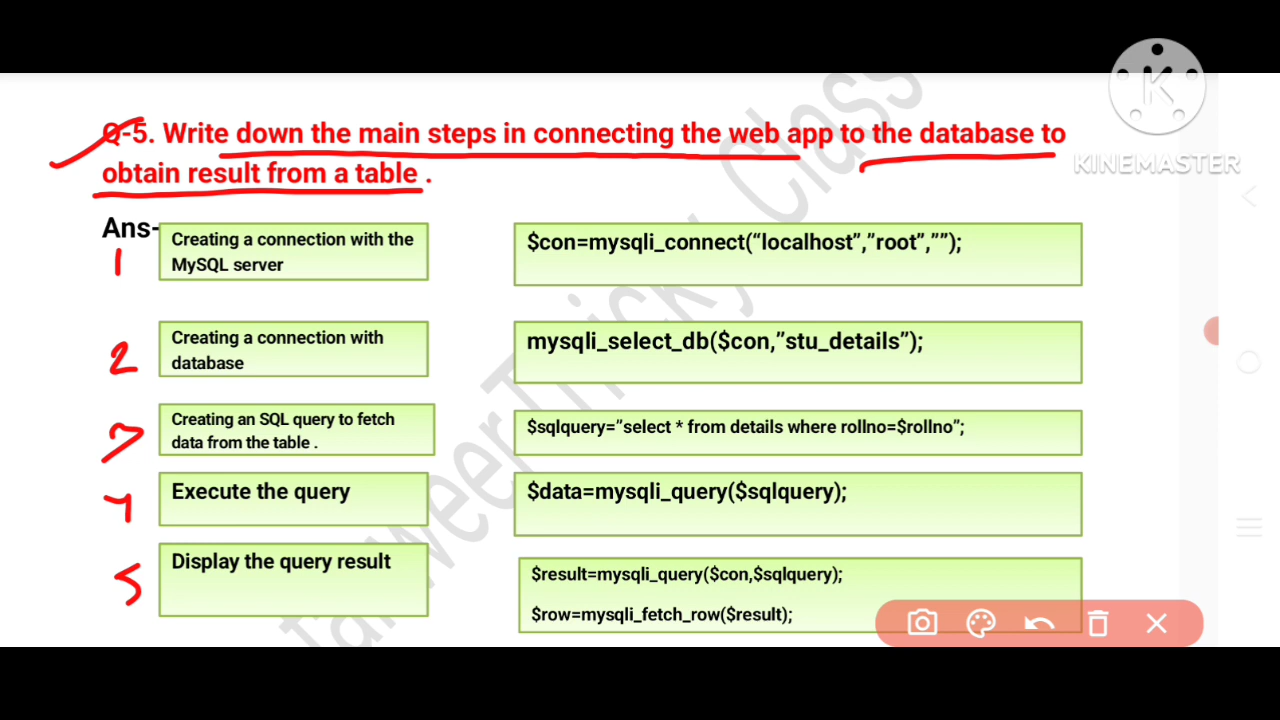 KINEMASTER
Q-5. Write down the main steps in connecting the web app to the database to
obtain result from a table .
Ans-
1
Creating a connection with the
MySQL server
$con=mysqli_connect(“localhost”,”root”,””);
2
Creating a connection with
database
mysqli_select_db($con,”stu_details”);
3
Creating an SQL query to fetch
data from the table .
$sqlquery=”select * from details where rollno=$rollno”;
4
Execute the query
$data=mysqli_query($sqlquery);
5
Display the query result
$result=mysqli_query($con,$sqlquery);
$row=mysqli_fetch_row($result);